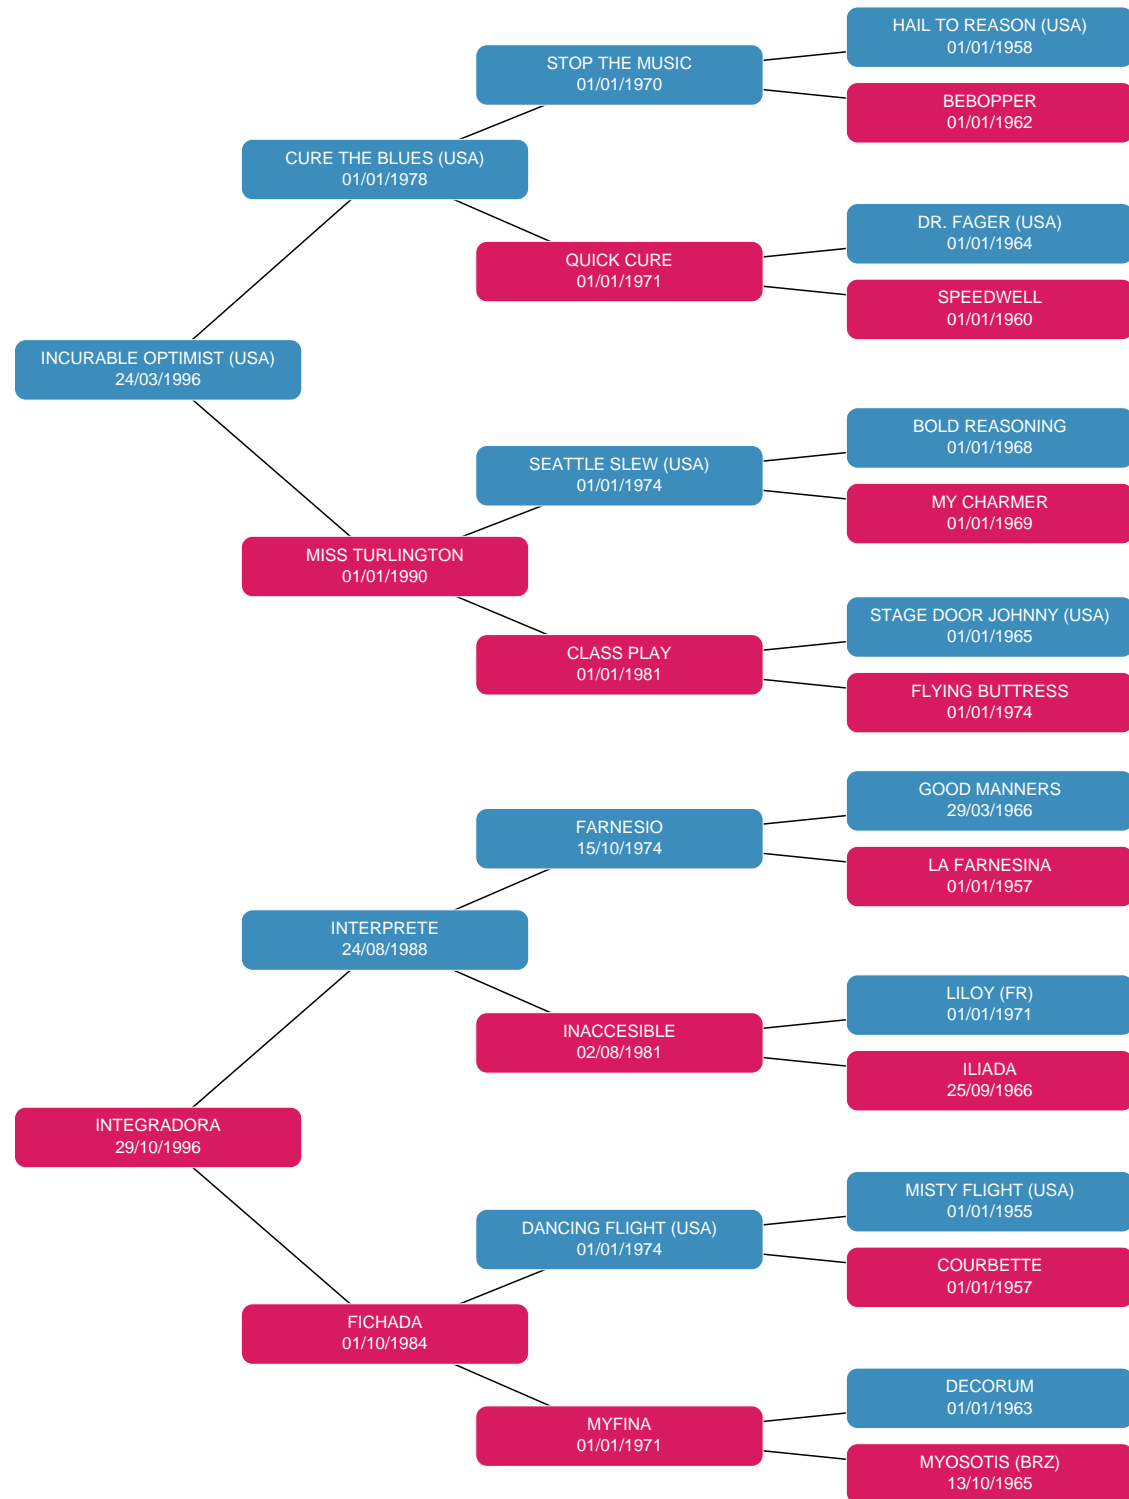 HAIL TO REASON (USA)
01/01/1958
STOP THE MUSIC
01/01/1970
BEBOPPER
01/01/1962
CURE THE BLUES (USA)
01/01/1978
DR. FAGER (USA)
01/01/1964
QUICK CURE
01/01/1971
SPEEDWELL
01/01/1960
INCURABLE OPTIMIST (USA)
24/03/1996
BOLD REASONING
01/01/1968
SEATTLE SLEW (USA)
01/01/1974
MY CHARMER
01/01/1969
MISS TURLINGTON
01/01/1990
STAGE DOOR JOHNNY (USA)
01/01/1965
CLASS PLAY
01/01/1981
FLYING BUTTRESS
01/01/1974
GOOD MANNERS
29/03/1966
FARNESIO
15/10/1974
LA FARNESINA
01/01/1957
INTERPRETE
24/08/1988
LILOY (FR)
01/01/1971
INACCESIBLE
02/08/1981
ILIADA
25/09/1966
INTEGRADORA
29/10/1996
MISTY FLIGHT (USA)
01/01/1955
DANCING FLIGHT (USA)
01/01/1974
COURBETTE
01/01/1957
FICHADA
01/10/1984
DECORUM
01/01/1963
MYFINA
01/01/1971
MYOSOTIS (BRZ)
13/10/1965